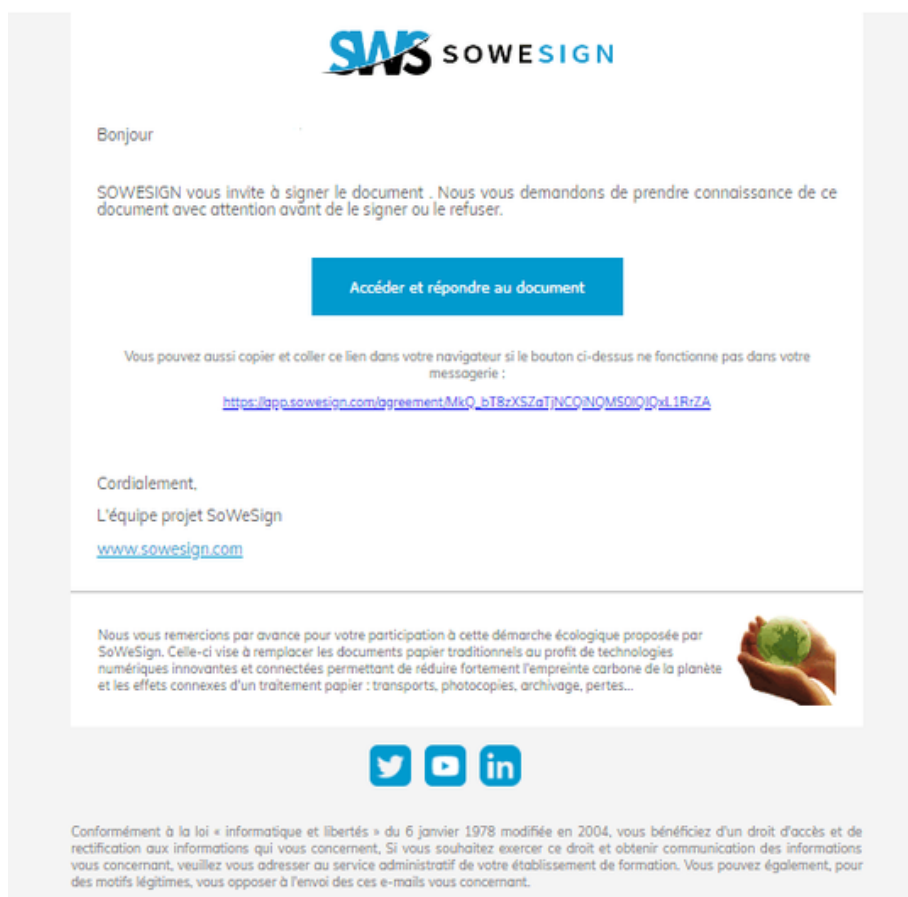 SWS SOWESIGN
Bonjour
SOWESIGN vous invite à signer le document . Nous vous demandons de prendre connaissance de ce
document avec attention avant de le signer ou le refuser.
Accéder et répondre au document
Vous pouvez aussi copier et coller ce lien dans votre navigateur si le bouton ci-dessus ne fonctionne pas dans votre
messagerie :
https://app.sowesign.com/agreement/MkQ_bT8zXSZaTjNCQiNQMS0lQlQxL1RrZA
Cordialement,
L'équipe projet SoWeSign
www.sowesign.com
Nous vous remercions par avance pour votre participation à cette démarche écologique proposée par
SoWeSign. Celle-ci vise à remplacer les documents papier traditionnels au profit de technologies
numériques innovantes et connectées permettant de réduire fortement l'empreinte carbone de la planète
et les effets connexes d'un traitement papier : transports, photocopies, archivage, pertes...
in
Conformément à la loi « informatique et libertés » du 6 janvier 1978 modifiée en 2004, vous bénéficiez d'un droit d'accès et de
rectification aux informations qui vous concernent, Si vous souhaitez exercer ce droit et obtenir communication des informations
vous concernant, veuillez vous adresser au service administratif de votre établissement de formation. Vous pouvez également, pour
des motifs légitimes, vous opposer à l'envoi des ces e-mails vous concernant.